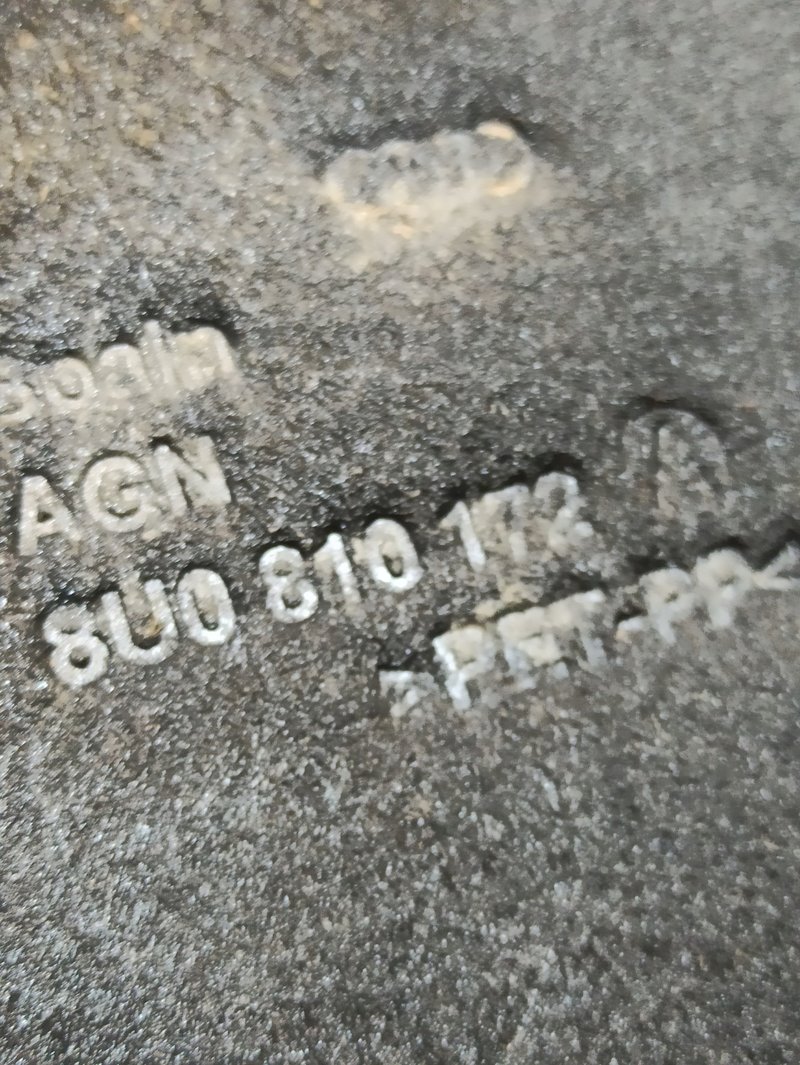 Spain
AGN
8U0 810 172
>PET-PP<